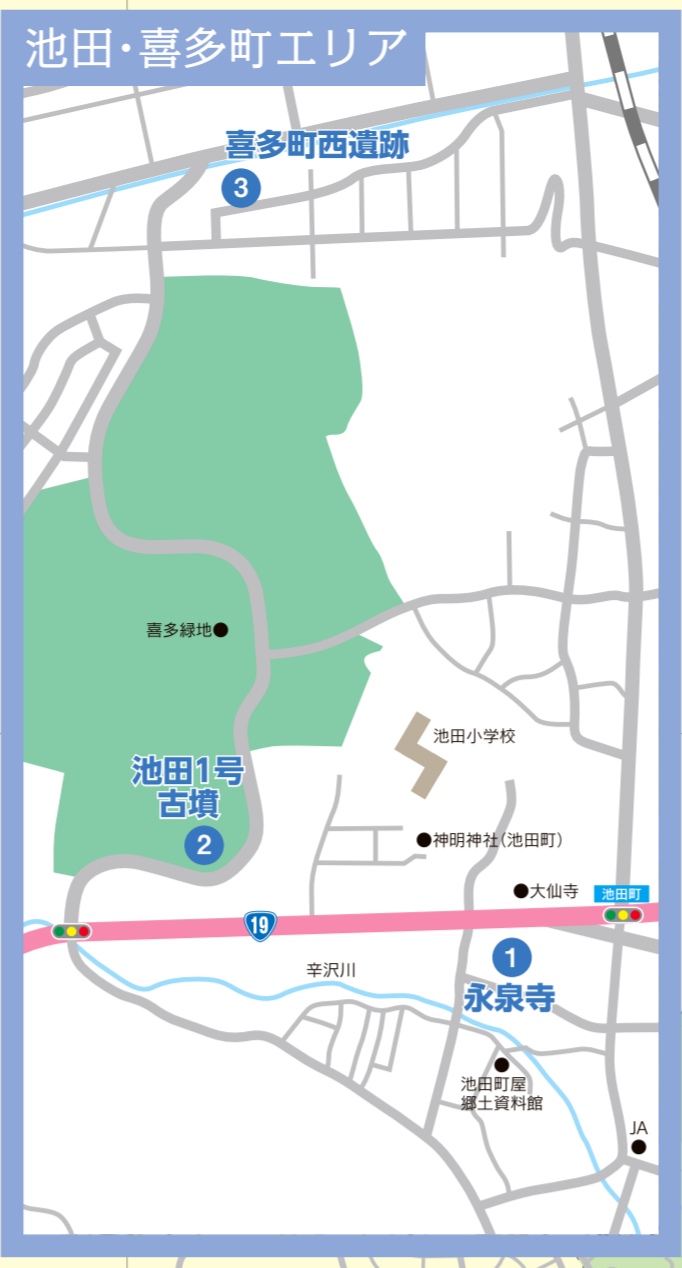 池田・喜多町エリア
喜多町西遺跡
3
喜多緑地
池田小学校
池田1号
古墳
2
神明神社(池田町)
大仙寺
池田町
19
1
永泉寺
辛沢川
池田町屋
郷土資料館
JA